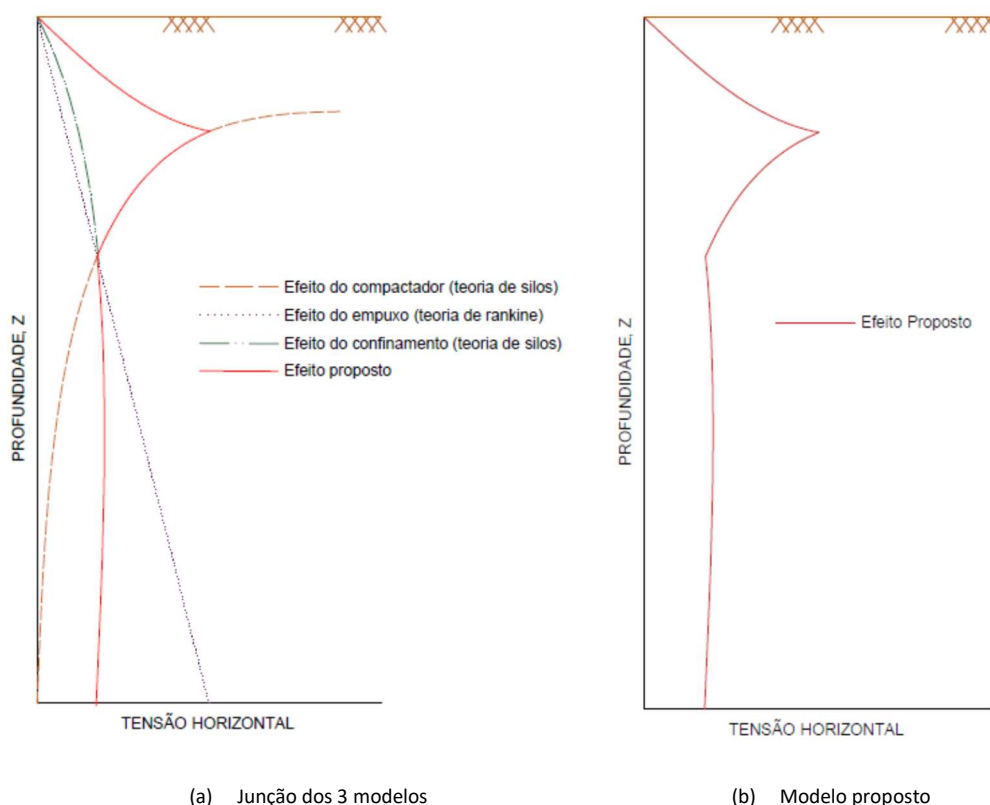 PROFUNDIDADE, Z
Efeito do compactador (teoria de silos)
Efeito do empuxo (teoria de rankine)
Efeito do confinamento (teoria de silos)
Efeito proposto
TENSÃO HORIZONTAL
(a) Junção dos 3 modelos
PROFUNDIDADE, Z
Efeito Proposto
TENSÃO HORIZONTAL
(b) Modelo proposto